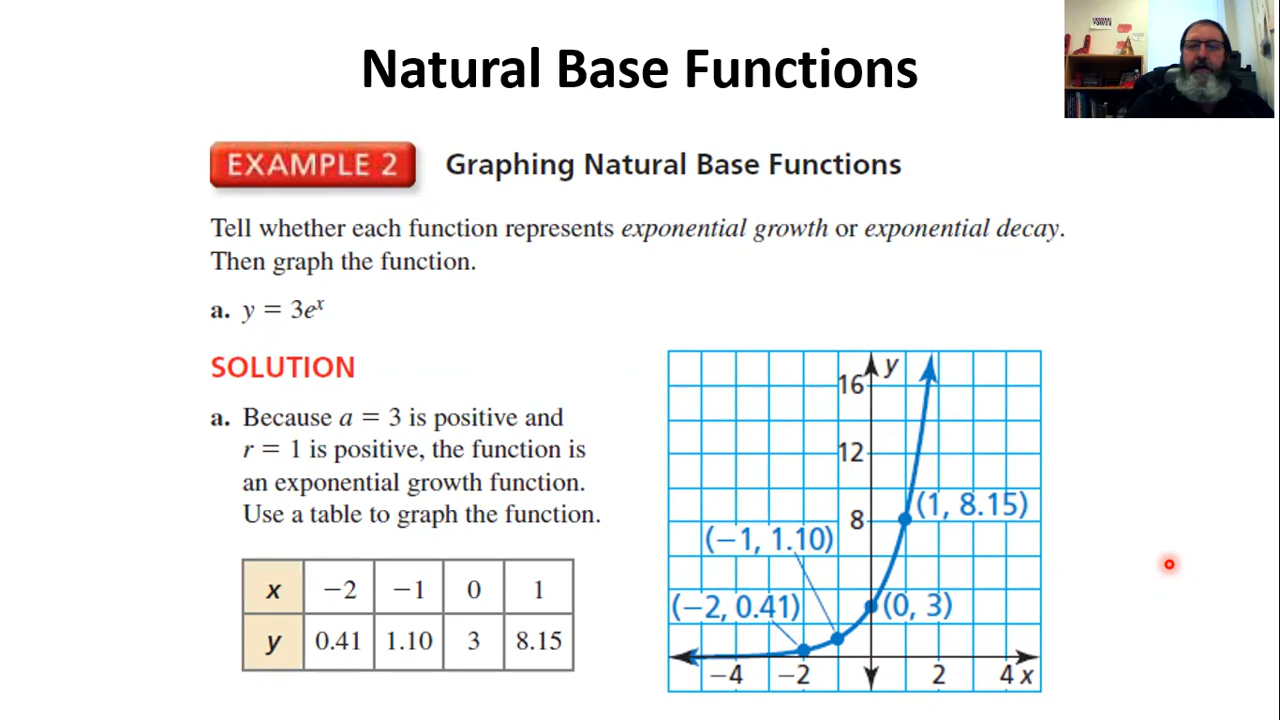 Natural Base Functions
EXAMPLE 2 Graphing Natural Base Functions
Tell whether each function represents exponential growth or exponential decay.
Then graph the function.
a. y = 3eˣ
SOLUTION
a. Because a = 3 is positive and
r = 1 is positive, the function is
an exponential growth function.
Use a table to graph the function.
x −2 −1 0 1
y 0.41 1.10 3 8.15
y
16
12
8
(1, 8.15)
(−1, 1.10)
(−2, 0.41)
(0, 3)
−4 −2 2 4 x